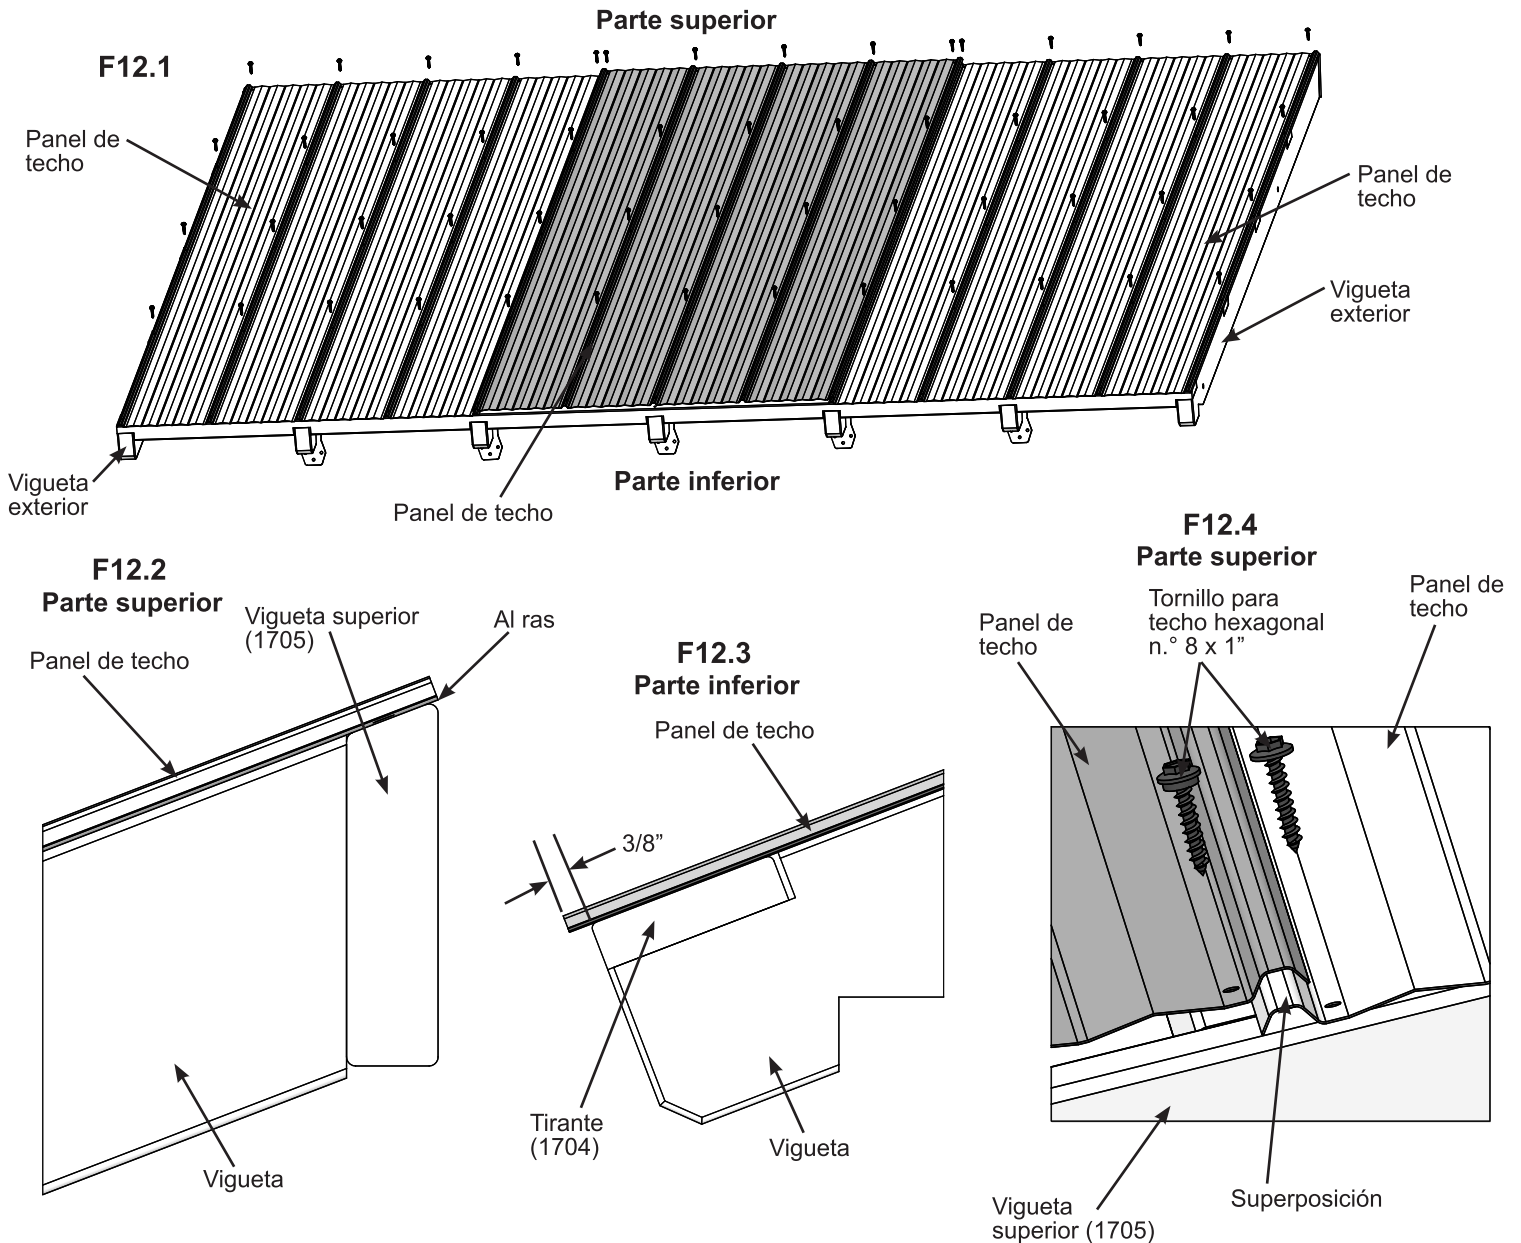 Parte superior
F12.1
Panel de
techo
Panel de
techo
Vigueta
exterior
Vigueta
exterior
Panel de techo
Parte inferior
F12.2
Parte superior
Panel de techo
Vigueta superior
(1705)
Al ras
Vigueta
F12.3
Parte inferior
Panel de techo
3/8”
Tirante
(1704)
Vigueta
F12.4
Parte superior
Panel de
techo
Tornillo para
techo hexagonal
n.° 8 x 1”
Panel de
techo
Vigueta
superior (1705)
Superposición